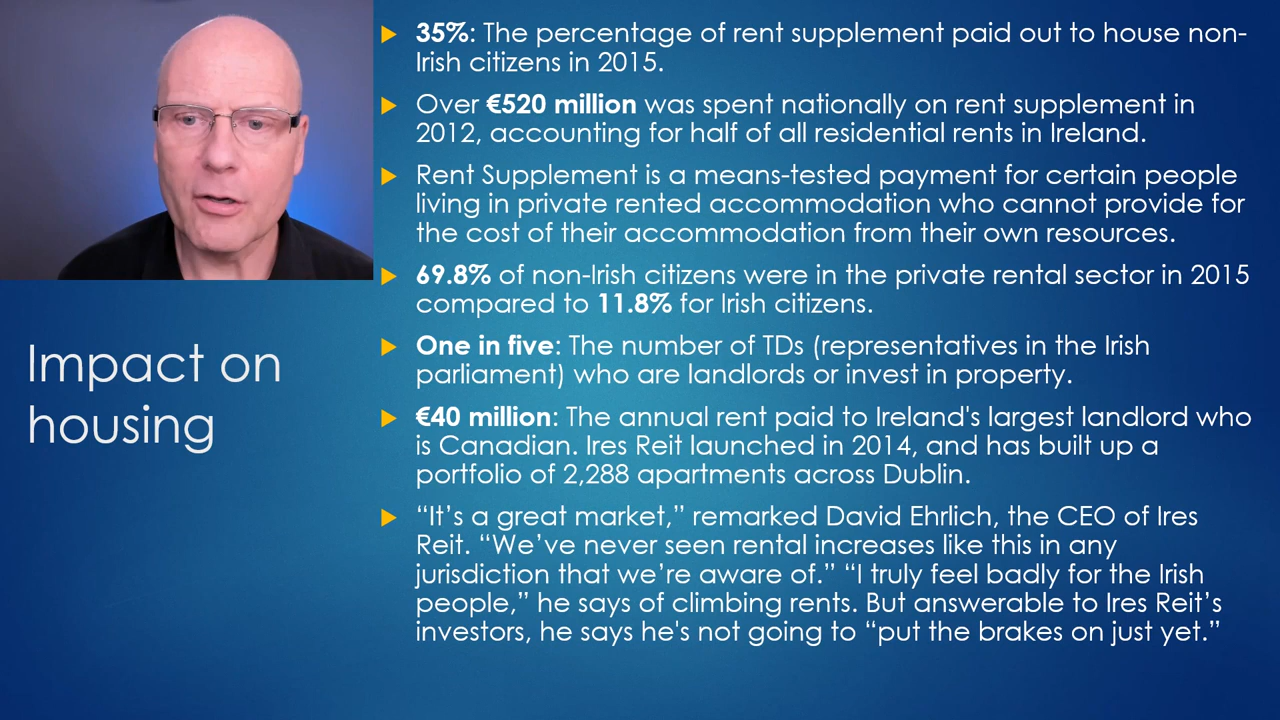 Impact on
housing
35%: The percentage of rent supplement paid out to house non-
Irish citizens in 2015.
Over €520 million was spent nationally on rent supplement in
2012, accounting for half of all residential rents in Ireland.
Rent Supplement is a means-tested payment for certain people
living in private rented accommodation who cannot provide for
the cost of their accommodation from their own resources.
69.8% of non-Irish citizens were in the private rental sector in 2015
compared to 11.8% for Irish citizens.
One in five: The number of TDs (representatives in the Irish
parliament) who are landlords or invest in property.
€40 million: The annual rent paid to Ireland's largest landlord who
is Canadian. Ires Reit launched in 2014, and has built up a
portfolio of 2,288 apartments across Dublin.
“It’s a great market,” remarked David Ehrlich, the CEO of Ires
Reit. “We’ve never seen rental increases like this in any
jurisdiction that we’re aware of.” “I truly feel badly for the Irish
people,” he says of climbing rents. But answerable to Ires Reit’s
investors, he says he's not going to “put the brakes on just yet.”